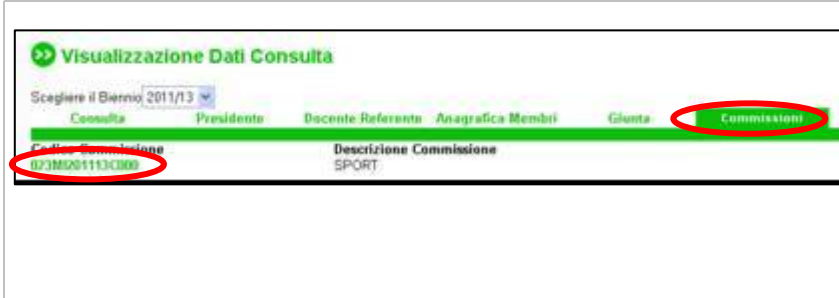 Visualizzazione Dati Consulta
Scegliere il Biennio 2011/13
Consulta Presidente Docente Referente Anagrafica Membri Giunta Commissioni
Codice Commissione Descrizione Commissione
023MI201113C000 SPORT